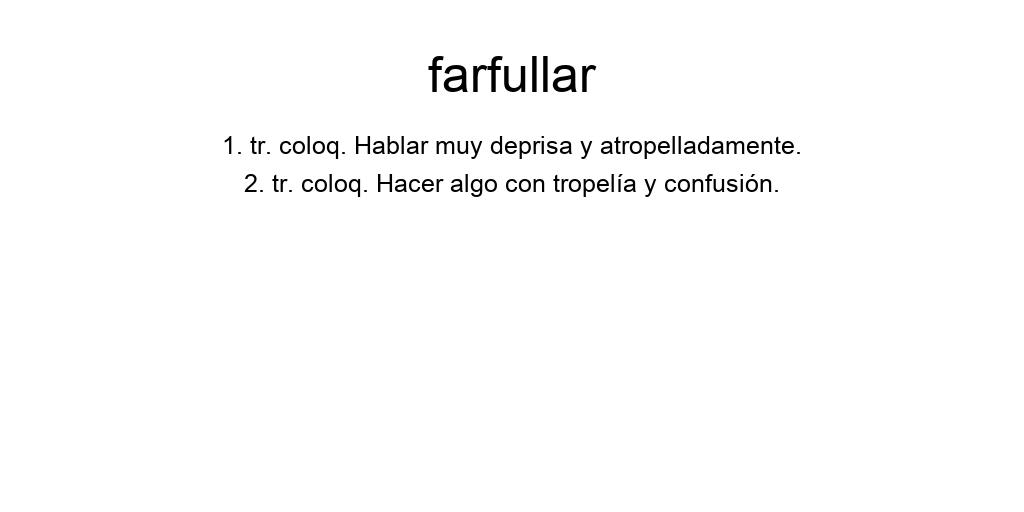 farfullar
1. tr. coloq. Hablar muy deprisa y atropelladamente.
2. tr. coloq. Hacer algo con tropelía y confusión.